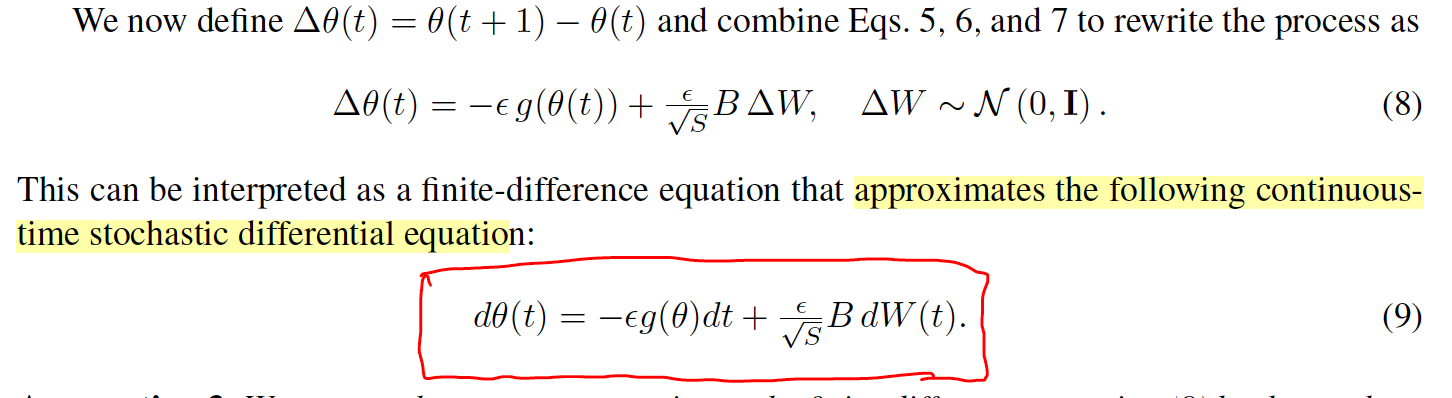 We now define Δθ(t) = θ(t + 1) − θ(t) and combine Eqs. 5, 6, and 7 to rewrite the process as
Δθ(t) = −ϵ g(θ(t)) + ϵ/√S B ΔW, ΔW ∼ N (0, I) . (8)
This can be interpreted as a finite-difference equation that approximates the following continuous-
time stochastic differential equation:
dθ(t) = −ϵg(θ)dt + ϵ/√S B dW(t). (9)